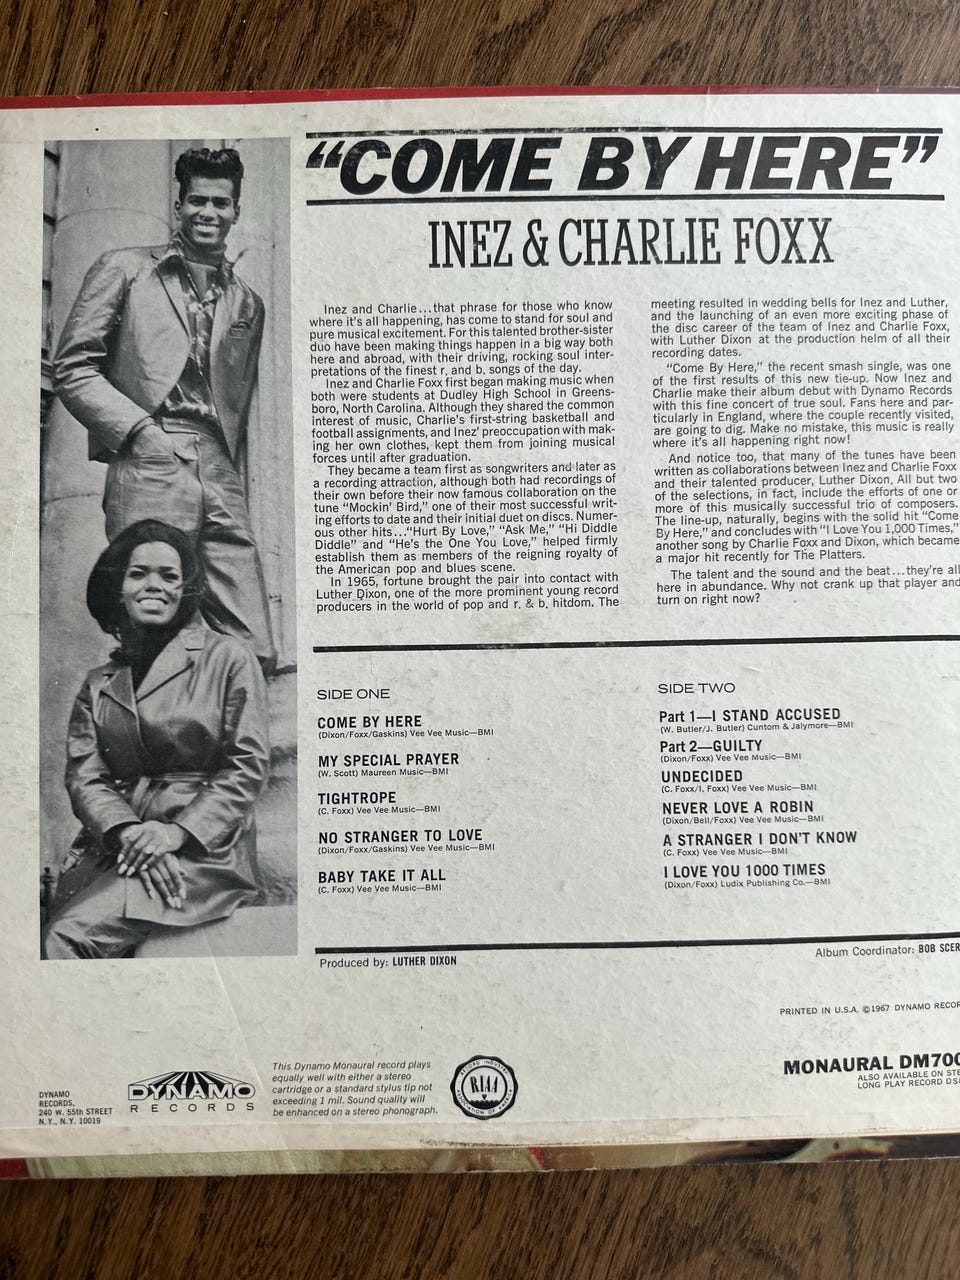 “COME BY HERE”
INEZ & CHARLIE FOXX
Inez and Charlie...that phrase for those who know
where it's all happening, has come to stand for soul and
pure musical excitement. For this talented brother-sister
duo have been making things happen in a big way both
here and abroad, with their driving, rocking soul inter-
pretations of the finest r. and b. songs of the day.
Inez and Charlie Foxx first began making music when
both were students at Dudley High School in Greens-
boro, North Carolina. Although they shared the common
interest of music, Charlie's first-string basketball and
football assignments, and Inez' preoccupation with mak-
ing her own clothes, kept them from joining musical
forces until after graduation.
They became a team first as songwriters and later as
a recording attraction, although both had recordings of
their own before their now famous collaboration on the
tune “Mockin' Bird,” one of their most successful writ-
ing efforts to date and their initial duet on discs. Numer-
ous other hits...“Hurt By Love,” “Ask Me,” “Hi Diddle
Diddle” and “He's the One You Love,” helped firmly
establish them as members of the reigning royalty of
the American pop and blues scene.
In 1965, fortune brought the pair into contact with
Luther Dixon, one of the more prominent young record
producers in the world of pop and r. & b. hitdom. The
meeting resulted in wedding bells for Inez and Luther,
and the launching of an even more exciting phase of
the disc career of the team of Inez and Charlie Foxx,
with Luther Dixon at the production helm of all their
recording dates.
“Come By Here,” the recent smash single, was one
of the first results of this new tie-up. Now Inez and
Charlie make their album debut with Dynamo Records
with this fine concert of true soul. Fans here and par-
ticularly in England, where the couple recently visited,
are going to dig. Make no mistake, this music is really
where it's all happening right now!
And notice too, that many of the tunes have been
written as collaborations between Inez and Charlie Foxx
and their talented producer, Luther Dixon. All but two
of the selections, in fact, include the efforts of one or
more of this musically successful trio of composers.
The line-up, naturally, begins with the solid hit “Come
By Here,” and concludes with “I Love You 1,000 Times,”
another song by Charlie Foxx and Dixon, which became
a major hit recently for The Platters.
The talent and the sound and the beat...they're all
here in abundance. Why not crank up that player and
turn on right now?
SIDE ONE
COME BY HERE
(Dixon/Foxx/Gaskins) Vee Vee Music—BMI
MY SPECIAL PRAYER
(W. Scott) Maureen Music—BMI
TIGHTROPE
(C. Foxx) Vee Vee Music—BMI
NO STRANGER TO LOVE
(Dixon/Foxx/Gaskins) Vee Vee Music—BMI
BABY TAKE IT ALL
(C. Foxx) Vee Vee Music—BMI
SIDE TWO
Part 1—I STAND ACCUSED
(W. Butler/J. Butler) Cuntom & Jalymore—BMI
Part 2—GUILTY
(Dixon/Foxx) Vee Vee Music—BMI
UNDECIDED
(C. Foxx/I. Foxx) Vee Vee Music—BMI
NEVER LOVE A ROBIN
(Dixon/Bell/Foxx) Vee Vee Music—BMI
A STRANGER I DON'T KNOW
(C. Foxx) Vee Vee Music—BMI
I LOVE YOU 1000 TIMES
(Dixon/Foxx) Ludix Publishing Co.—BMI
Produced by: LUTHER DIXON
Album Coordinator: BOB
PRINTED IN U.S.A. ©1967 DYNAMO
MONAURAL DM700
ALSO AVAILABLE ON
LONG PLAY RECORD
DYNAMO
RECORDS,
240 W. 55th STREET
N.Y., N.Y. 10019
DYNAMO
RECORDS
This Dynamo Monaural record plays
equally well with either a stereo
cartridge or a standard stylus tip not
exceeding 1 mil. Sound quality will
be enhanced on a stereo phonograph.
RECORD INDUSTRY
RIAA
ASSOCIATION OF AMERICA